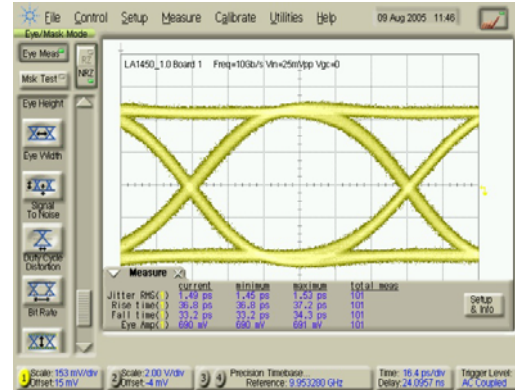 File Control Setup Measure Calibrate Utilities Help 09 Aug 2005 11:46
Eye/Mask Mode
Eye Meas
Msk Test
NRZ
LA1450_1.0 Board 1 Freq=10Gb/s Vin=25mVpp Vgc=0
Eye Height
Eye Width
Signal
To Noise
Duty Cycle
Distortion
Bit Rate
Measure
current minimum maximum total meas
Jitter RMS( ) 1.49 ps 1.45 ps 1.53 ps 101
Rise time( ) 36.8 ps 36.8 ps 37.2 ps 101
Fall time( ) 33.2 ps 33.2 ps 34.3 ps 101
Eye Amp( ) 690 mV 690 mV 691 mV 101
Setup
& Info
1 Scale: 153 mV/div
Offset: 15 mV
2 Scale: 2.00 V/div
Offset: -4 mV
3
4
Precision Timebase...
Reference: 9.953280 GHz
Time: 16.4 ps/div
Delay: 24.0957 ns
Trigger Level:
AC Coupled